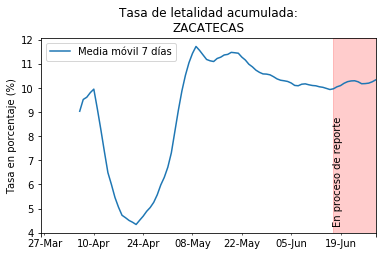 Tasa de letalidad acumulada:
ZACATECAS
Media móvil 7 días
Tasa en porcentaje (%)
12
11
10
9
8
7
6
5
4
En proceso de reporte
27-Mar 10-Apr 24-Apr 08-May 22-May 05-Jun 19-Jun